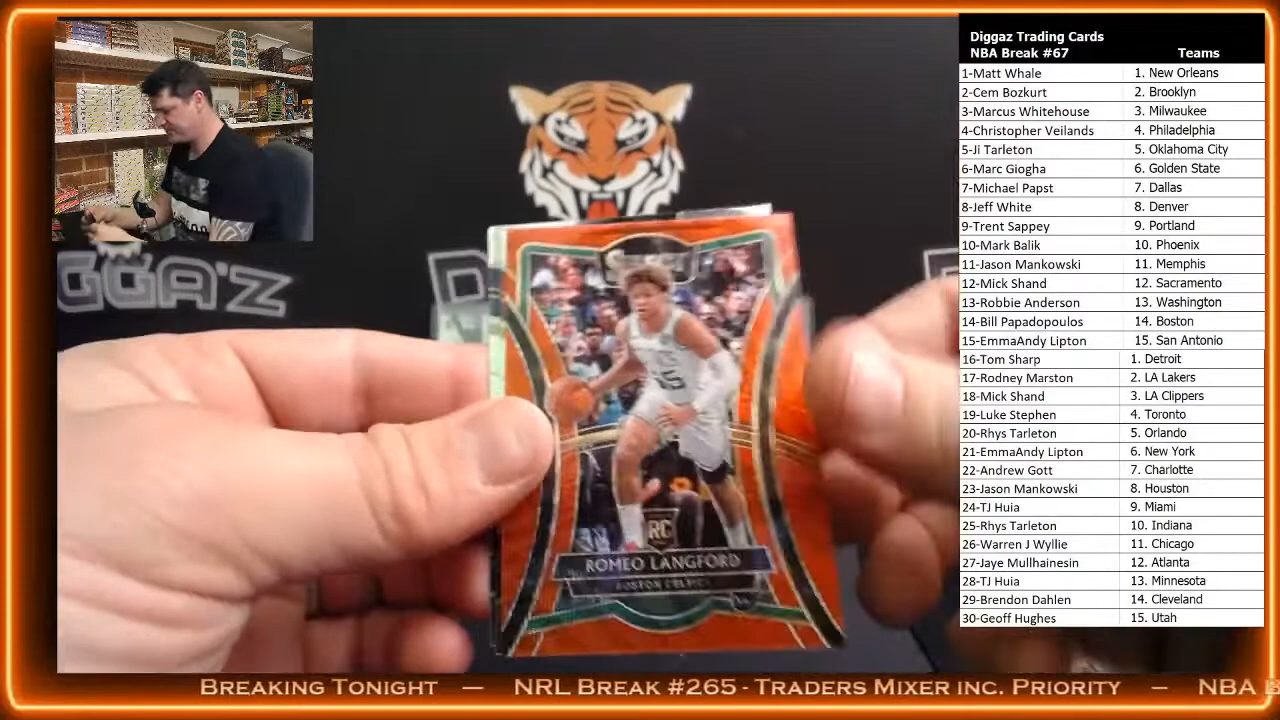 Diggaz Trading Cards
NBA Break #67 Teams
1-Matt Whale 1. New Orleans
2-Cem Bozkurt 2. Brooklyn
3-Marcus Whitehouse 3. Milwaukee
4-Christopher Veilands 4. Philadelphia
5-Ji Tarleton 5. Oklahoma City
6-Marc Giogha 6. Golden State
7-Michael Papst 7. Dallas
8-Jeff White 8. Denver
9-Trent Sappey 9. Portland
10-Mark Balik 10. Phoenix
11-Jason Mankowski 11. Memphis
12-Mick Shand 12. Sacramento
13-Robbie Anderson 13. Washington
14-Bill Papadopoulos 14. Boston
15-EmmaAndy Lipton 15. San Antonio
16-Tom Sharp 1. Detroit
17-Rodney Marston 2. LA Lakers
18-Mick Shand 3. LA Clippers
19-Luke Stephen 4. Toronto
20-Rhys Tarleton 5. Orlando
21-EmmaAndy Lipton 6. New York
22-Andrew Gott 7. Charlotte
23-Jason Mankowski 8. Houston
24-TJ Huia 9. Miami
25-Rhys Tarleton 10. Indiana
26-Warren J Wyllie 11. Chicago
27-Jaye Mullhainesin 12. Atlanta
28-TJ Huia 13. Minnesota
29-Brendon Dahlen 14. Cleveland
30-Geoff Hughes 15. Utah
GGA'Z
RC
ROMEO LANGFORD
BOSTON CELTICS
Breaking Tonight — NRL Break #265 - Traders Mixer inc. Priority — NBA